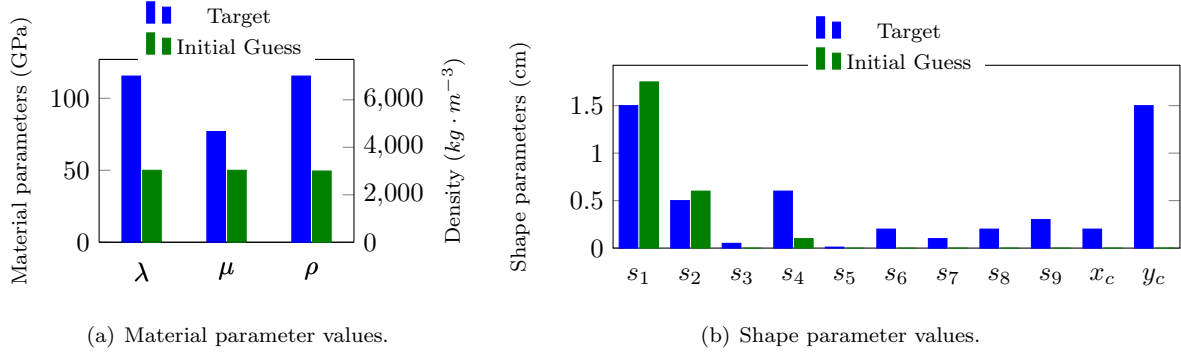 Target
Initial Guess
Material parameters (GPa)
100
50
0
6,000
4,000
2,000
0
Density (kg · m⁻³)
λ
μ
ρ
(a) Material parameter values.
Target
Initial Guess
Shape parameters (cm)
1.5
1
0.5
0
s₁ s₂ s₃ s₄ s₅ s₆ s₇ s₈ s₉ x_c y_c
(b) Shape parameter values.